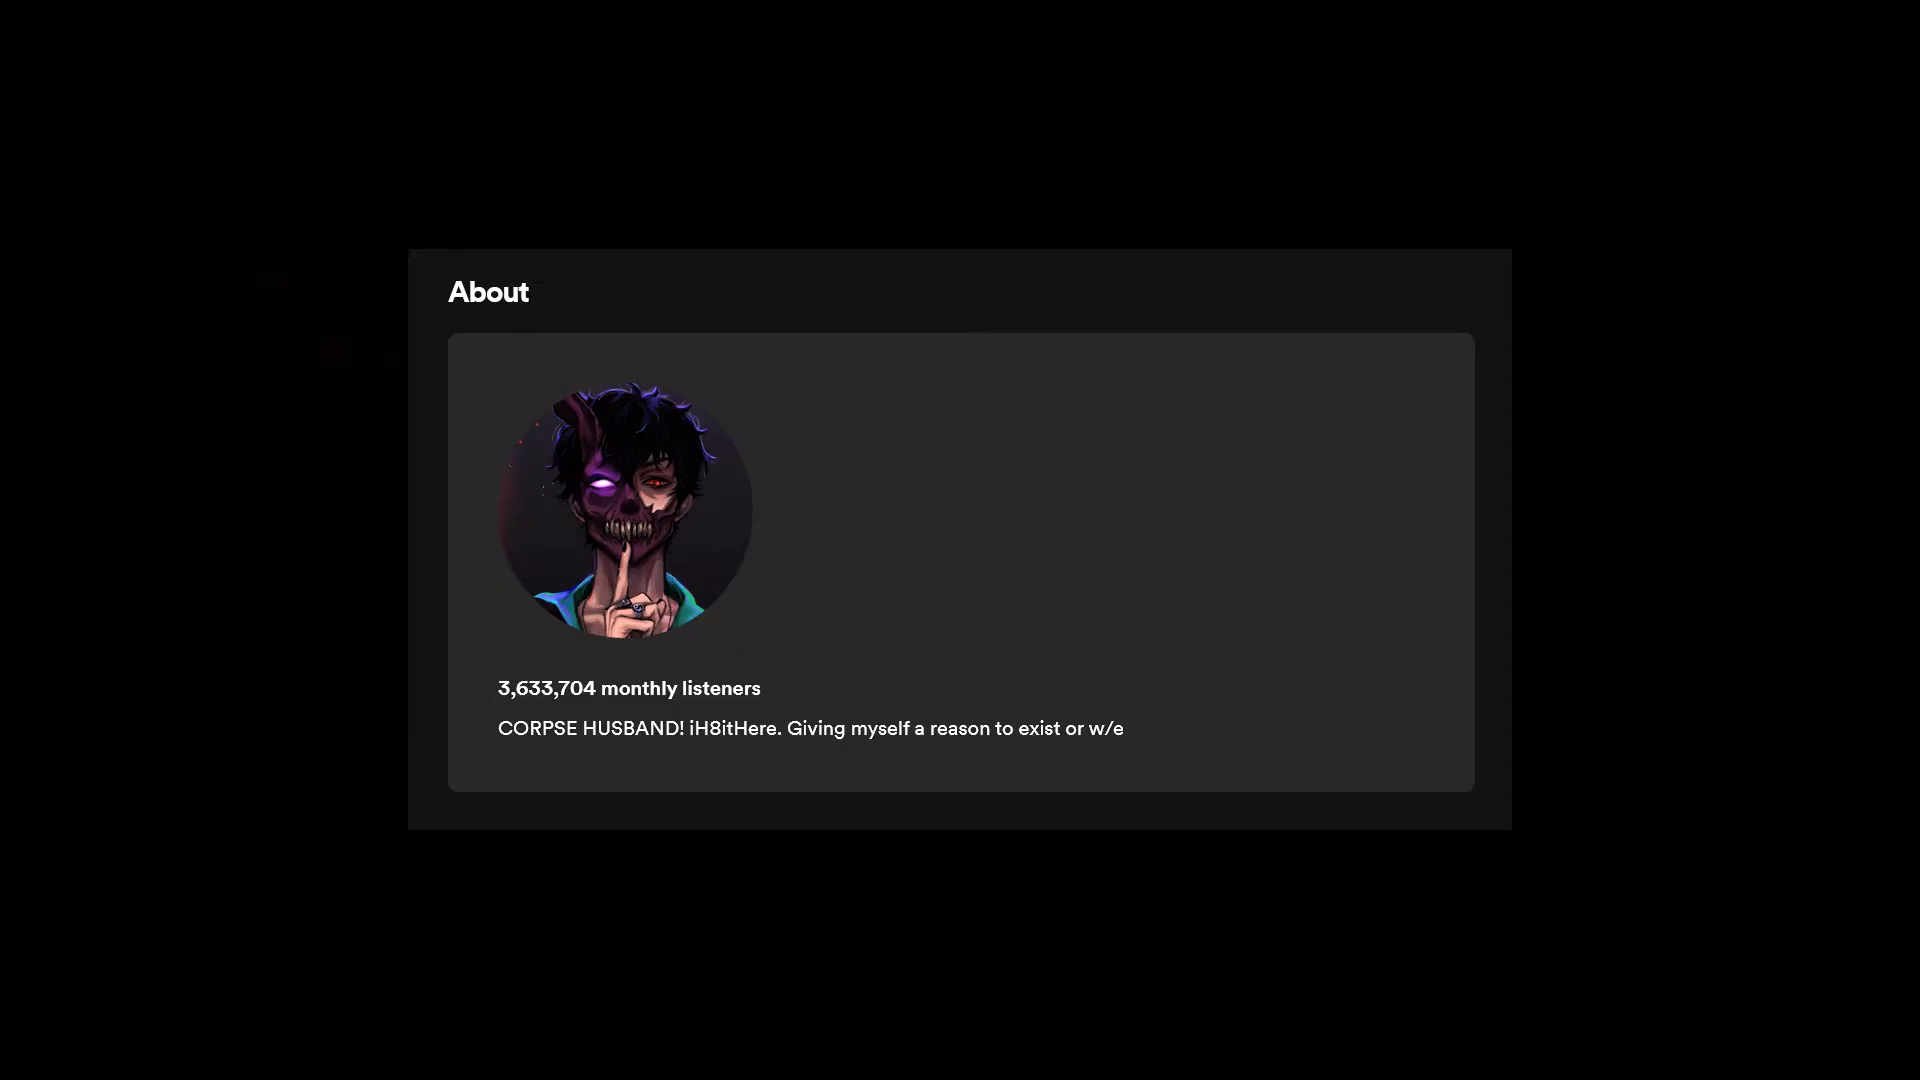 About
3,633,704 monthly listeners
CORPSE HUSBAND! iH8itHere. Giving myself a reason to exist or w/e